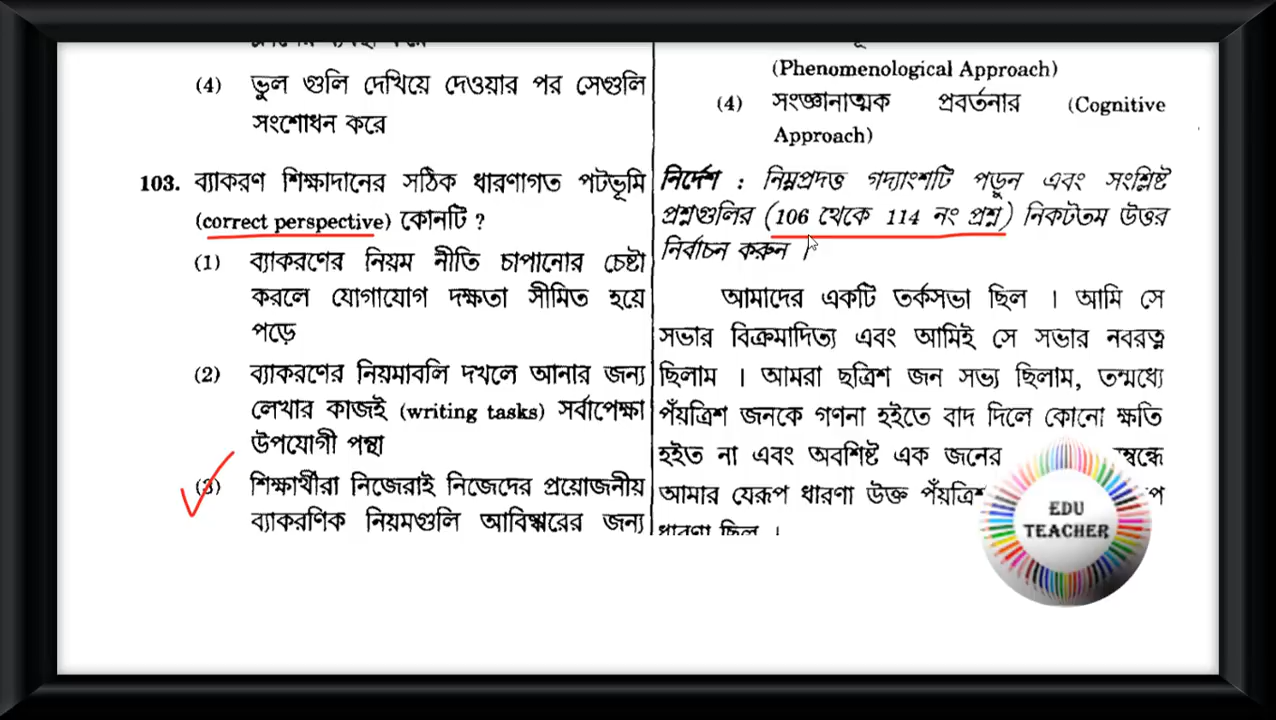 (4) ভুল গুলি দেখিয়ে দেওয়ার পর সেগুলি
সংশোধন করে
103. ব্যাকরণ শিক্ষাদানের সঠিক ধারণাগত পটভূমি
(correct perspective) কোনটি ?
(1) ব্যাকরণের নিয়ম নীতি চাপানোর চেষ্টা
করলে যোগাযোগ দক্ষতা সীমিত হয়ে
পড়ে
(2) ব্যাকরণের নিয়মাবলি দখলে আনার জন্য
লেখার কাজই (writing tasks) সর্বাপেক্ষা
উপযোগী পন্থা
(3) শিক্ষার্থীরা নিজেরাই নিজেদের প্রয়োজনীয়
ব্যাকরণিক নিয়মগুলি আবিষ্কারের জন্য
(Phenomenological Approach)
(4) সংজ্ঞানাত্মক প্রবর্তনার (Cognitive
Approach)
নির্দেশ : নিম্নপ্রদত্ত গদ্যাংশটি পড়ুন এবং সংশ্লিষ্ট
প্রশ্নগুলির (106 থেকে 114 নং প্রশ্ন) নিকটতম উত্তর
নির্বাচন করুন ।
আমাদের একটি তর্কসভা ছিল । আমি সে
সভার বিক্রমাদিত্য এবং আমিই সে সভার নবরত্ন
ছিলাম । আমরা ছত্রিশ জন সভ্য ছিলাম, তন্মধ্যে
পঁয়ত্রিশ জনকে গণনা হইতে বাদ দিলে কোনো ক্ষতি
হইত না এবং অবশিষ্ট এক জনের
আমার যেরূপ ধারণা উক্ত
ধারণা ছিল ।
EDU
TEACHER